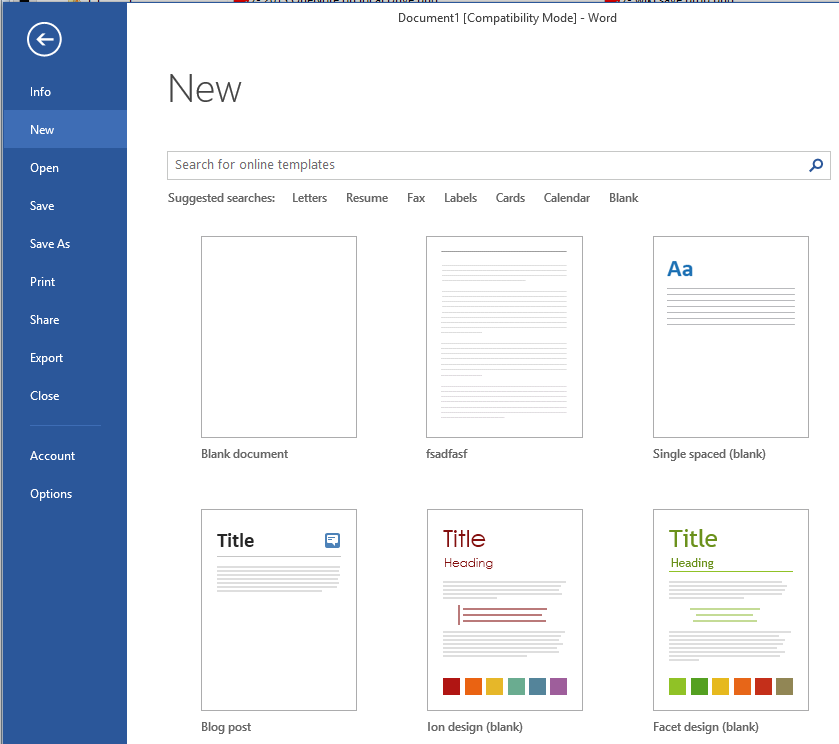 Document1 [Compatibility Mode] - Word
Info
New
Open
Save
Save As
Print
Share
Export
Close
Account
Options
New
Search for online templates
Suggested searches: Letters Resume Fax Labels Cards Calendar Blank
Aa
Blank document fsadfasf Single spaced (blank)
Title Title Title
Heading Heading
Blog post Ion design (blank) Facet design (blank)